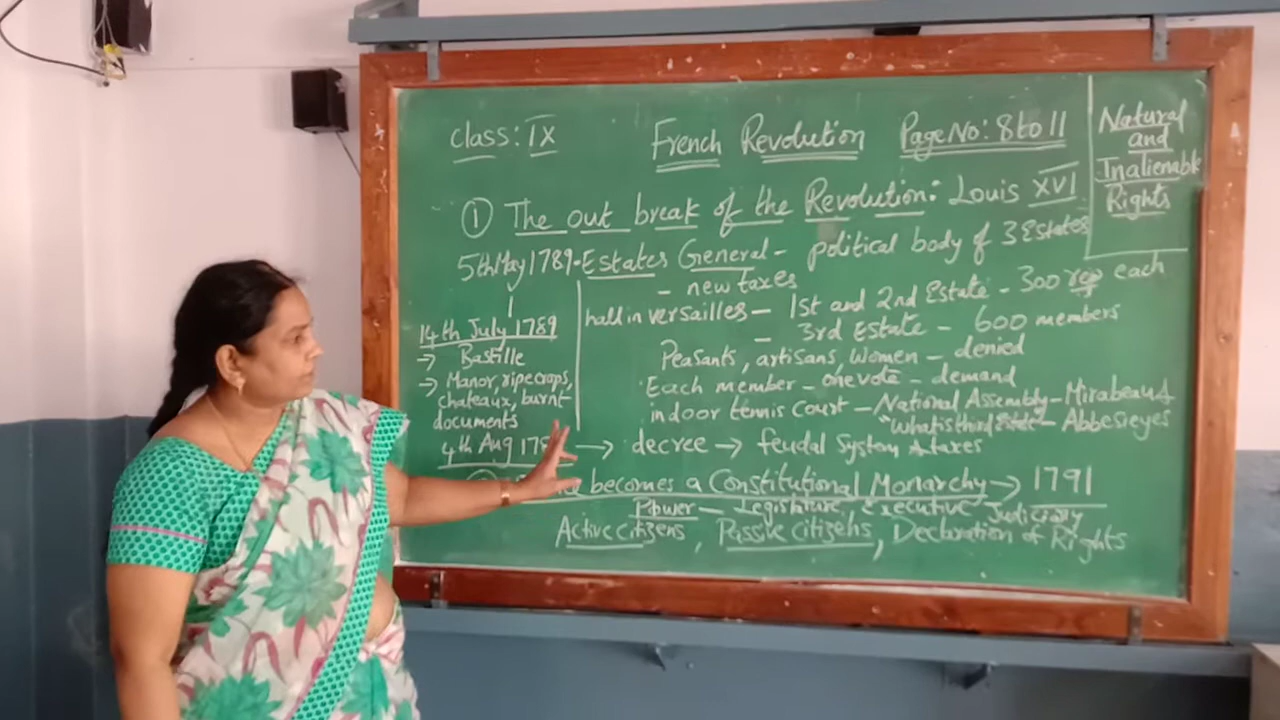 class: IX French Revolution Page No: 8 to 11
Natural
and
Inalienable
Rights
① The out break of the Revolution: Louis XVI
5th May 1789 - Estates General - political body of 3 Estates
- new taxes
hall in versailles - 1st and 2nd Estate - 300 rep each
- 3rd Estate - 600 members
Peasants, artisans, women - denied
Each member - one vote - demand
indoor tennis Court - National Assembly - Mirabeau &
"What is third Estate" - Abbesieyes
14th July 1789
→ Bastille
→ Manor, ripe crops,
chateaux, burnt
documents
4th Aug 178 → decree → feudal System & taxes
becomes a Constitutional Monarchy → 1791
Power - Legislature, executive Judiciary
Active citizens, Passive citizens, Declaration of Rights